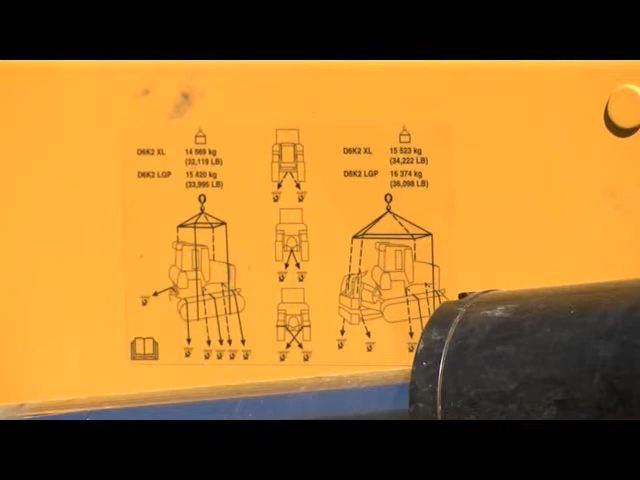 D6K2 XL 14 569 kg
(32,119 LB)
D6K2 LGP 15 420 kg
(33,995 LB)
D6K2 XL 15 523 kg
(34,222 LB)
D6K2 LGP 16 374 kg
(36,098 LB)